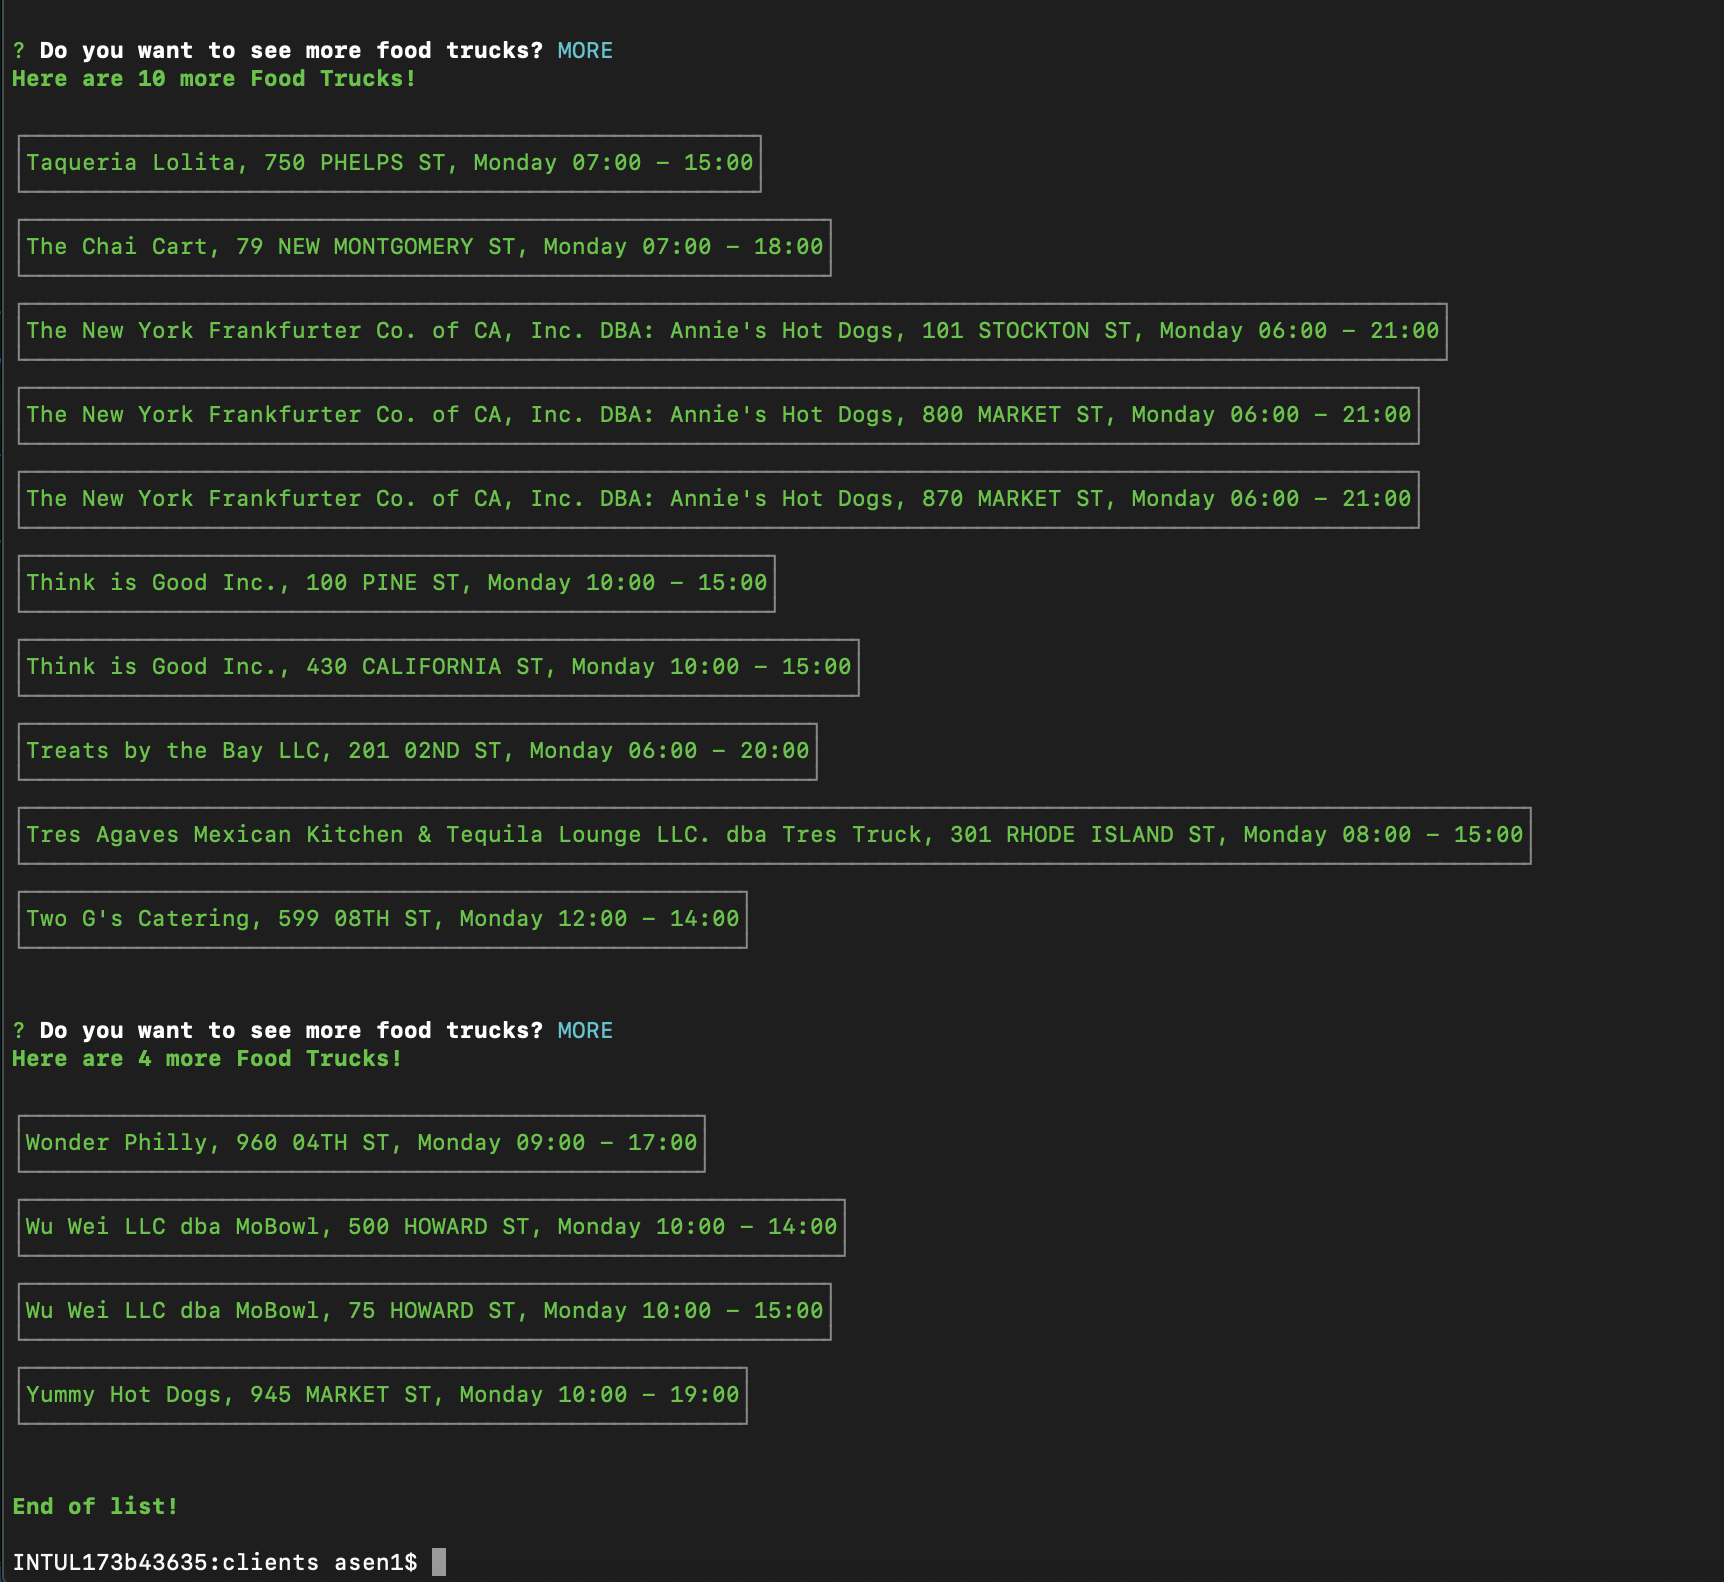 ? Do you want to see more food trucks? MORE
Here are 10 more Food Trucks!
Taqueria Lolita, 750 PHELPS ST, Monday 07:00 – 15:00
The Chai Cart, 79 NEW MONTGOMERY ST, Monday 07:00 – 18:00
The New York Frankfurter Co. of CA, Inc. DBA: Annie's Hot Dogs, 101 STOCKTON ST, Monday 06:00 – 21:00
The New York Frankfurter Co. of CA, Inc. DBA: Annie's Hot Dogs, 800 MARKET ST, Monday 06:00 – 21:00
The New York Frankfurter Co. of CA, Inc. DBA: Annie's Hot Dogs, 870 MARKET ST, Monday 06:00 – 21:00
Think is Good Inc., 100 PINE ST, Monday 10:00 – 15:00
Think is Good Inc., 430 CALIFORNIA ST, Monday 10:00 – 15:00
Treats by the Bay LLC, 201 02ND ST, Monday 06:00 – 20:00
Tres Agaves Mexican Kitchen & Tequila Lounge LLC. dba Tres Truck, 301 RHODE ISLAND ST, Monday 08:00 – 15:00
Two G's Catering, 599 08TH ST, Monday 12:00 – 14:00
? Do you want to see more food trucks? MORE
Here are 4 more Food Trucks!
Wonder Philly, 960 04TH ST, Monday 09:00 – 17:00
Wu Wei LLC dba MoBowl, 500 HOWARD ST, Monday 10:00 – 14:00
Wu Wei LLC dba MoBowl, 75 HOWARD ST, Monday 10:00 – 15:00
Yummy Hot Dogs, 945 MARKET ST, Monday 10:00 – 19:00
End of list!
INTUL173b43635:clients asen1$